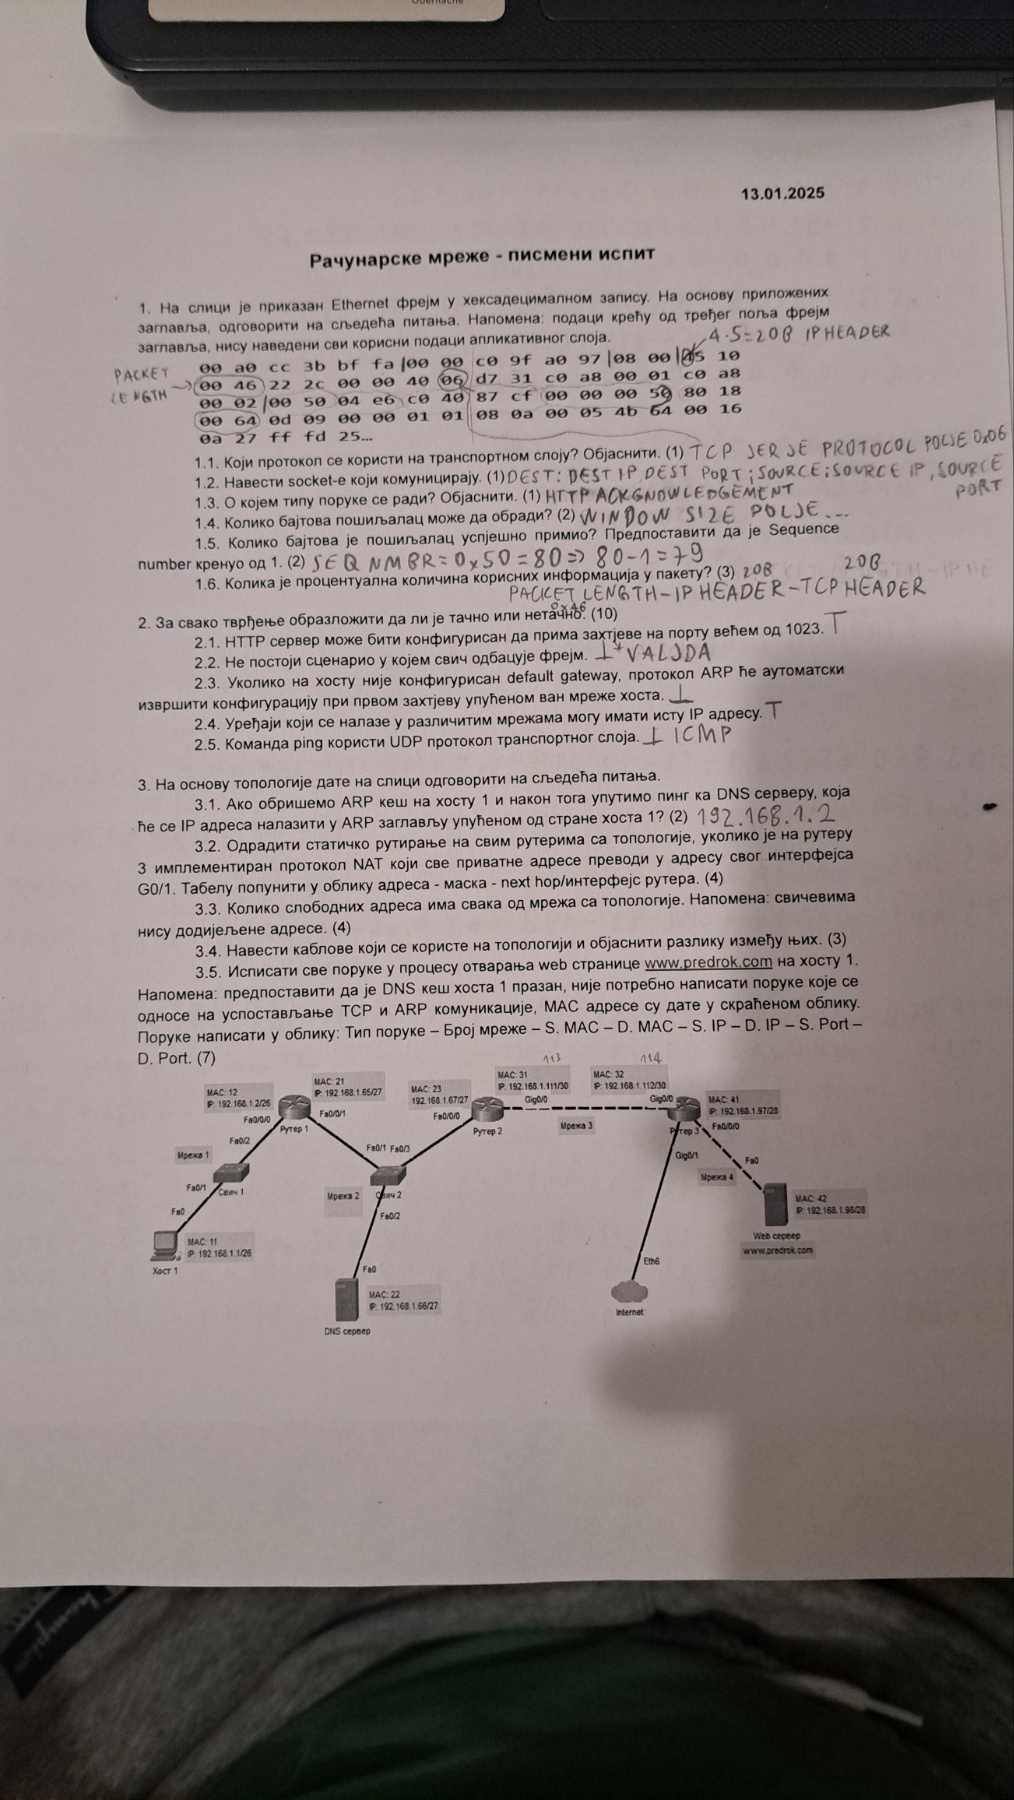 13.01.2025
Рачунарске мреже - писмени испит
1. На слици је приказан Ethernet фрејм у хексадецималном запису. На основу приложених
заглавља, одговорити на сљедећа питања. Напомена: подаци крећу од трећег поља фрејм
заглавља, нису наведени сви корисни подаци апликативног слоја.
4·5=20B IP HEADER
00 a0 cc 3b bf fa |00 00 c0 9f a0 97 |08 00 |45 10
PACKET LENGTH →
00 46 22 2c 00 00 40 06 d7 31 c0 a8 00 01 c0 a8
00 02 |00 50 04 e6 c0 40 87 cf 00 00 00 50 80 18
00 64 0d 09 00 00 01 01 08 0a 00 05 4b 64 00 16
0a 27 ff fd 25...
1.1. Који протокол се користи на транспортном слоју? Објаснити. (1) TCP JER JE PROTOCOL POLJE 0x06
1.2. Навести socket-е који комуницирају. (1) DEST: DEST IP, DEST PORT; SOURCE: SOURCE IP, SOURCE PORT
1.3. О којем типу поруке се ради? Објаснити. (1) HTTP ACKGNOWLEDGEMENT
1.4. Колико бајтова пошиљалац може да обради? (2) WINDOW SIZE POLJE...
1.5. Колико бајтова је пошиљалац успјешно примио? Предпоставити да је Sequence
number кренуо од 1. (2) SEQ NMBR = 0x50 = 80 => 80-1=79
1.6. Колика је процентуална количина корисних информација у пакету? (3) 20B 20B
PACKET LENGTH - IP HEADER - TCP HEADER
0x46
2. За свако тврђење образложити да ли је тачно или нетачно. (10)
2.1. HTTP сервер може бити конфигурисан да прима захтјеве на порту већем од 1023. T
2.2. Не постоји сценарио у којем свич одбацује фрејм. ⊥ * VALJDA
2.3. Уколико на хосту није конфигурисан default gateway, протокол ARP ће аутоматски
извршити конфигурацију при првом захтјеву упућеном ван мреже хоста. ⊥
2.4. Уређаји који се налазе у различитим мрежама могу имати исту IP адресу. T
2.5. Команда ping користи UDP протокол транспортног слоја. ⊥ ICMP
3. На основу топологије дате на слици одговорити на сљедећа питања.
3.1. Ако обришемо ARP кеш на хосту 1 и након тога упутимо пинг ка DNS серверу, која
ће се IP адреса налазити у ARP заглављу упућеном од стране хоста 1? (2) 192.168.1.2
3.2. Одрадити статичко рутирање на свим рутерима са топологије, уколико је на рутеру
3 имплементиран протокол NAT који све приватне адресе преводи у адресу свог интерфејса
G0/1. Табелу попунити у облику адреса - маска - next hop/интерфејс рутера. (4)
3.3. Колико слободних адреса има свака од мрежа са топологије. Напомена: свичевима
нису додијељене адресе. (4)
3.4. Навести каблове који се користе на топологији и објаснити разлику између њих. (3)
3.5. Исписати све поруке у процесу отварања web странице www.predrok.com на хосту 1.
Напомена: предпоставити да је DNS кеш хоста 1 празан, није потребно написати поруке које се
односе на успостављање TCP и ARP комуникације, MAC адресе су дате у скраћеном облику.
Поруке написати у облику: Тип поруке – Број мреже – S. MAC – D. MAC – S. IP – D. IP – S. Port –
D. Port. (7)
113 114
MAC: 12
IP: 192.168.1.2/26
MAC: 21
IP: 192.168.1.65/27
MAC: 23
192.168.1.67/27
MAC: 31
IP: 192.168.1.111/30
MAC: 32
IP: 192.168.1.112/30
MAC: 41
IP: 192.168.1.97/28
Fa0/0/0
Рутер 1
Fa0/0/1
Fa0/0/0
Рутер 2
Gig0/0
Мрежа 3
Gig0/0
Рутер 3
Fa0/0/0
Fa0/2
Мрежа 1
Fa0/1
Свич 1
Fa0/1 Fa0/3
Мрежа 2
Свич 2
Fa0/2
Gig0/1
Мрежа 4
Fa0
MAC: 42
IP: 192.168.1.98/28
Web сервер
www.predrok.com
Fa0
MAC: 11
IP: 192.168.1.1/26
Хост 1
Fa0
MAC: 22
IP: 192.168.1.66/27
DNS сервер
Eth6
Internet